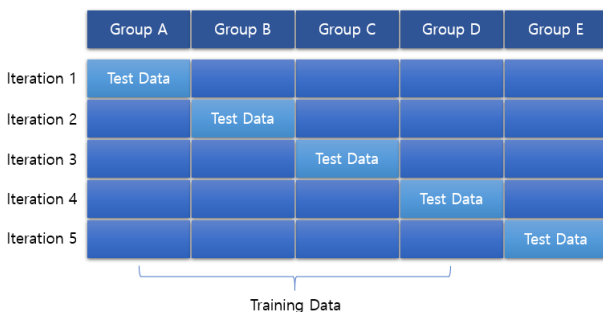 Group A Group B Group C Group D Group E
Iteration 1 Test Data
Iteration 2 Test Data
Iteration 3 Test Data
Iteration 4 Test Data
Iteration 5 Test Data
Training Data